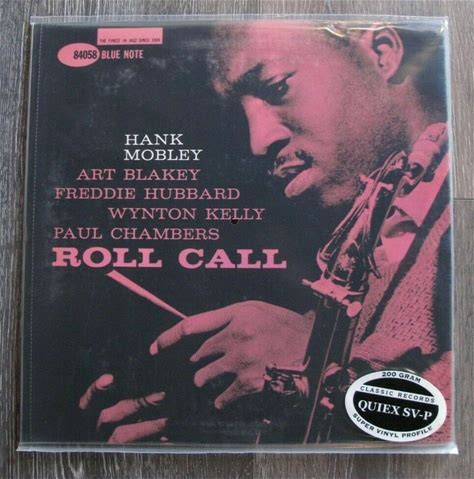 THE FINEST IN JAZZ SINCE 1939
84058 BLUE NOTE
HANK
MOBLEY
ART BLAKEY
FREDDIE HUBBARD
WYNTON KELLY
PAUL CHAMBERS
ROLL CALL
200 GRAM
CLASSIC RECORDS
QUIEX SV-P
SUPER VINYL PROFILE